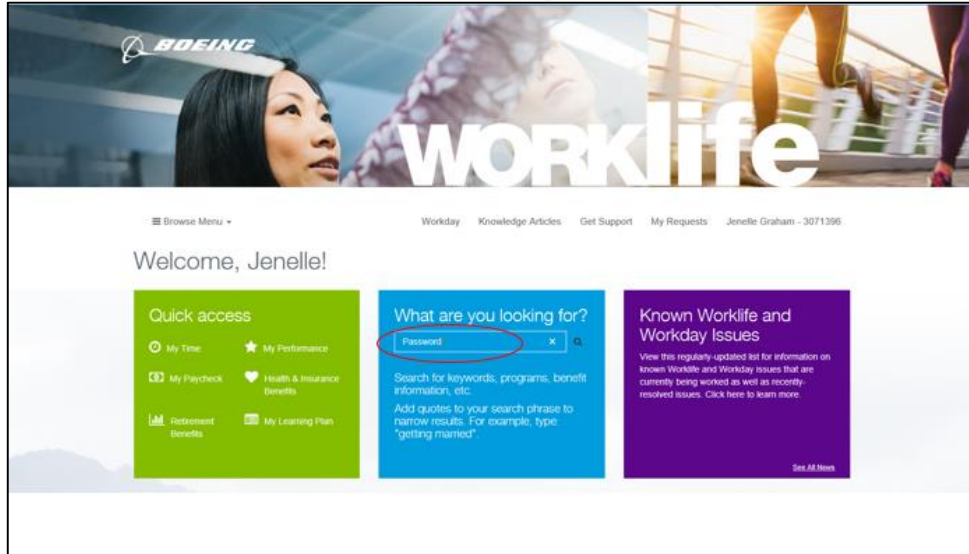 BOEING
WORKlife
Browse Menu
Workday Knowledge Articles Get Support My Requests Jenelle Graham - 3071396
Welcome, Jenelle!
Quick access
My Time
My Performance
My Paycheck
Health & Insurance
Benefits
Retirement
Benefits
My Learning Plan
What are you looking for?
Password
Search for keywords, programs, benefit
information, etc.
Add quotes to your search phrase to
narrow results. For example, type
"getting married".
Known Worklife and
Workday Issues
View this regularly-updated list for information on
known Worklife and Workday issues that are
currently being worked as well as recently-
resolved issues. Click here to learn more.
See All News